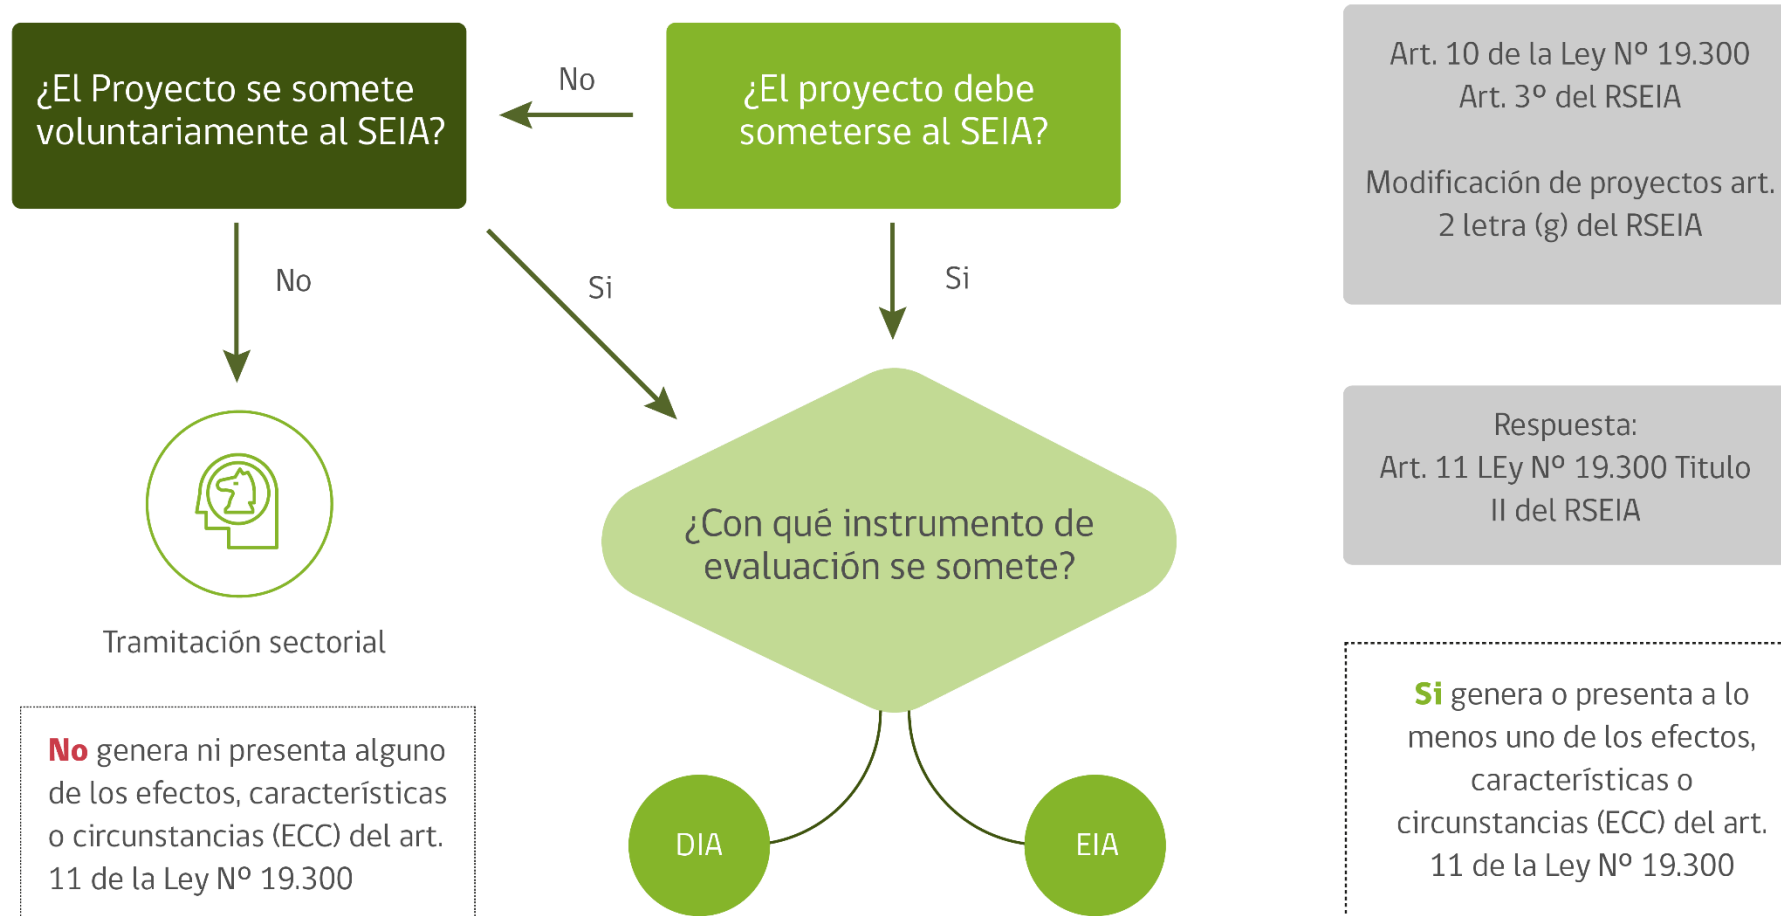 ¿El Proyecto se somete
voluntariamente al SEIA?
No
¿El proyecto debe
someterse al SEIA?
Art. 10 de la Ley Nº 19.300
Art. 3º del RSEIA
Modificación de proyectos art.
2 letra (g) del RSEIA
No
Si
Si
Respuesta:
Art. 11 LEy Nº 19.300 Titulo
II del RSEIA
¿Con qué instrumento de
evaluación se somete?
Tramitación sectorial
No genera ni presenta alguno
de los efectos, características
o circunstancias (ECC) del art.
11 de la Ley Nº 19.300
DIA
EIA
Si genera o presenta a lo
menos uno de los efectos,
características o
circunstancias (ECC) del art.
11 de la Ley Nº 19.300